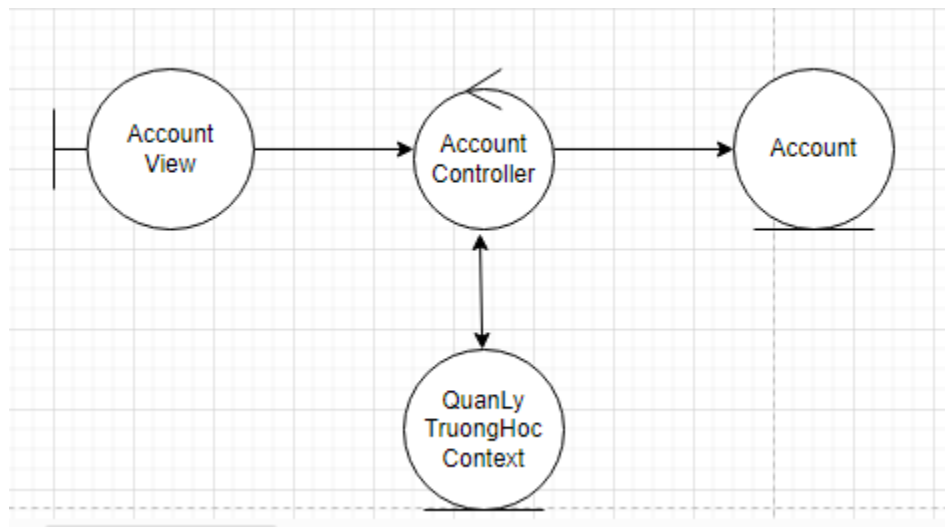 Account
View
Account
Controller
Account
QuanLy
TruongHoc
Context